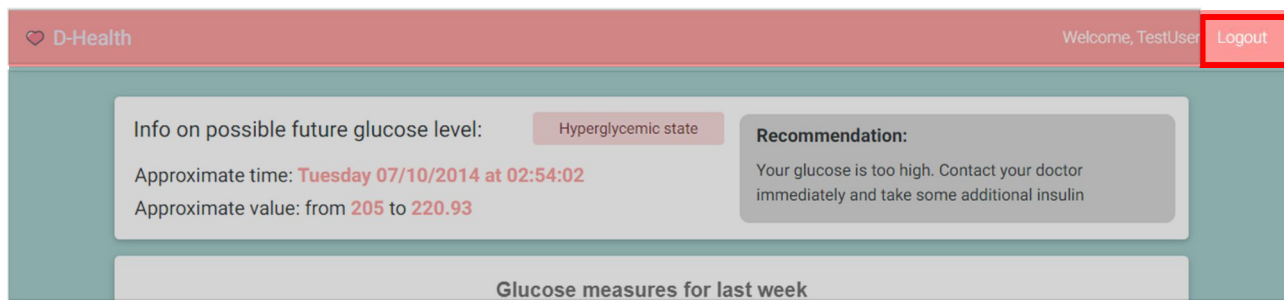 D-Health
Welcome, TestUser
Logout
Info on possible future glucose level:
Hyperglycemic state
Approximate time: Tuesday 07/10/2014 at 02:54:02
Approximate value: from 205 to 220.93
Recommendation:
Your glucose is too high. Contact your doctor
immediately and take some additional insulin
Glucose measures for last week